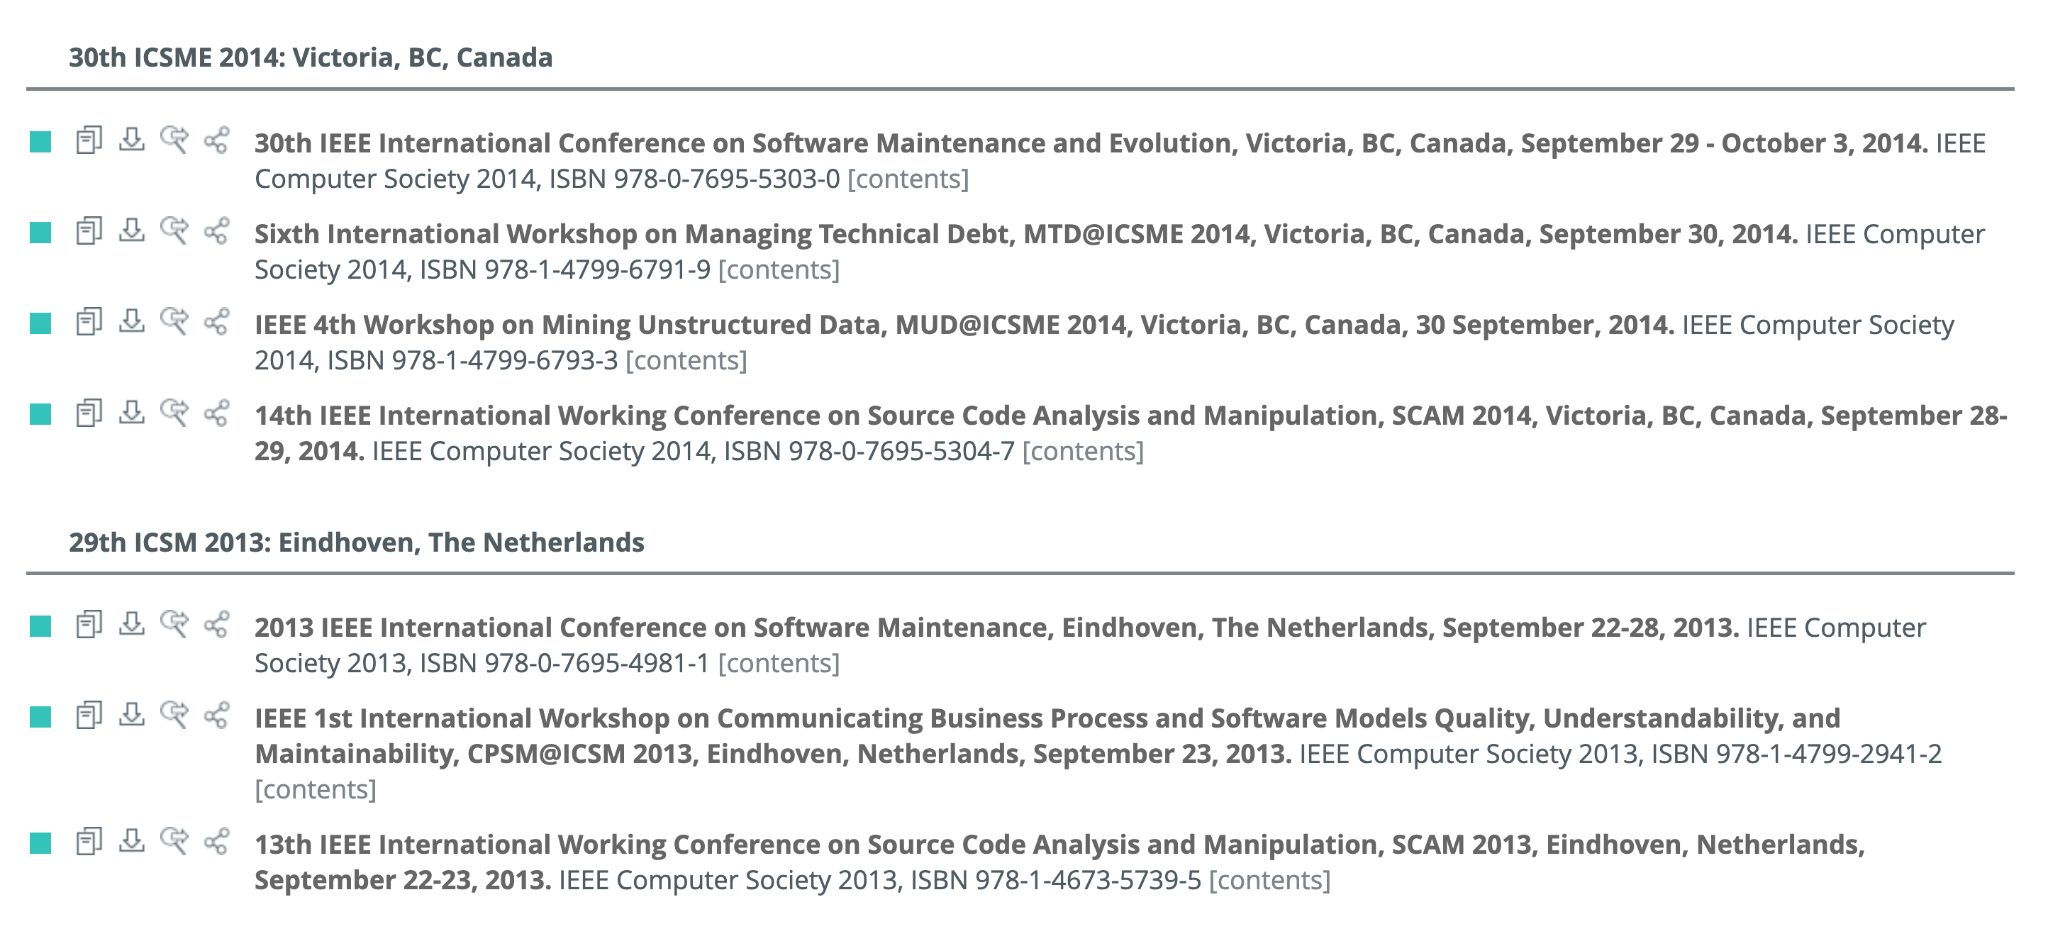 30th ICSME 2014: Victoria, BC, Canada
30th IEEE International Conference on Software Maintenance and Evolution, Victoria, BC, Canada, September 29 - October 3, 2014. IEEE
Computer Society 2014, ISBN 978-0-7695-5303-0 [contents]
Sixth International Workshop on Managing Technical Debt, MTD@ICSME 2014, Victoria, BC, Canada, September 30, 2014. IEEE Computer
Society 2014, ISBN 978-1-4799-6791-9 [contents]
IEEE 4th Workshop on Mining Unstructured Data, MUD@ICSME 2014, Victoria, BC, Canada, 30 September, 2014. IEEE Computer Society
2014, ISBN 978-1-4799-6793-3 [contents]
14th IEEE International Working Conference on Source Code Analysis and Manipulation, SCAM 2014, Victoria, BC, Canada, September 28-
29, 2014. IEEE Computer Society 2014, ISBN 978-0-7695-5304-7 [contents]
29th ICSM 2013: Eindhoven, The Netherlands
2013 IEEE International Conference on Software Maintenance, Eindhoven, The Netherlands, September 22-28, 2013. IEEE Computer
Society 2013, ISBN 978-0-7695-4981-1 [contents]
IEEE 1st International Workshop on Communicating Business Process and Software Models Quality, Understandability, and
Maintainability, CPSM@ICSM 2013, Eindhoven, Netherlands, September 23, 2013. IEEE Computer Society 2013, ISBN 978-1-4799-2941-2
[contents]
13th IEEE International Working Conference on Source Code Analysis and Manipulation, SCAM 2013, Eindhoven, Netherlands,
September 22-23, 2013. IEEE Computer Society 2013, ISBN 978-1-4673-5739-5 [contents]